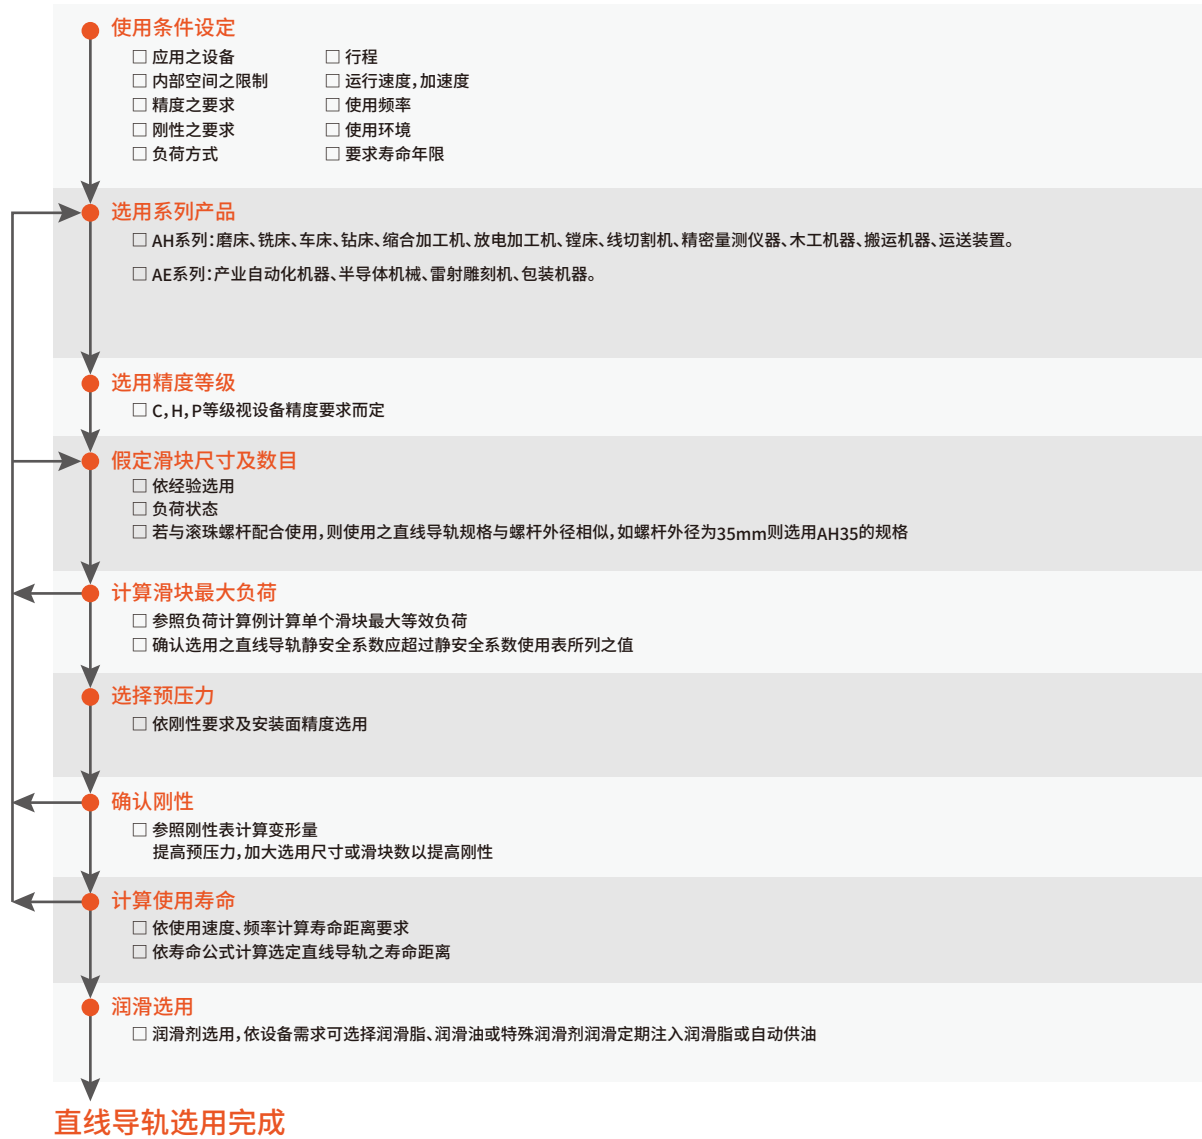 使用条件设定
□ 应用之设备 □ 行程
□ 内部空间之限制 □ 运行速度，加速度
□ 精度之要求 □ 使用频率
□ 刚性之要求 □ 使用环境
□ 负荷方式 □ 要求寿命年限
选用系列产品
□ AH系列：磨床、铣床、车床、钻床、缩合加工机、放电加工机、镗床、线切割机、精密量测仪器、木工机器、搬运机器、运送装置。
□ AE系列：产业自动化机器、半导体机械、雷射雕刻机、包装机器。
选用精度等级
□ C，H，P等级视设备精度要求而定
假定滑块尺寸及数目
□ 依经验选用
□ 负荷状态
□ 若与滚珠螺杆配合使用，则使用之直线导轨规格与螺杆外径相似，如螺杆外径为35mm则选用AH35的规格
计算滑块最大负荷
□ 参照负荷计算例计算单个滑块最大等效负荷
□ 确认选用之直线导轨静安全系数应超过静安全系数使用表所列之值
选择预压力
□ 依刚性要求及安装面精度选用
确认刚性
□ 参照刚性表计算变形量
提高预压力，加大选用尺寸或滑块数以提高刚性
计算使用寿命
□ 依使用速度、频率计算寿命距离要求
□ 依寿命公式计算选定直线导轨之寿命距离
润滑选用
□ 润滑剂选用，依设备需求可选择润滑脂、润滑油或特殊润滑剂润滑定期注入润滑脂或自动供油
直线导轨选用完成